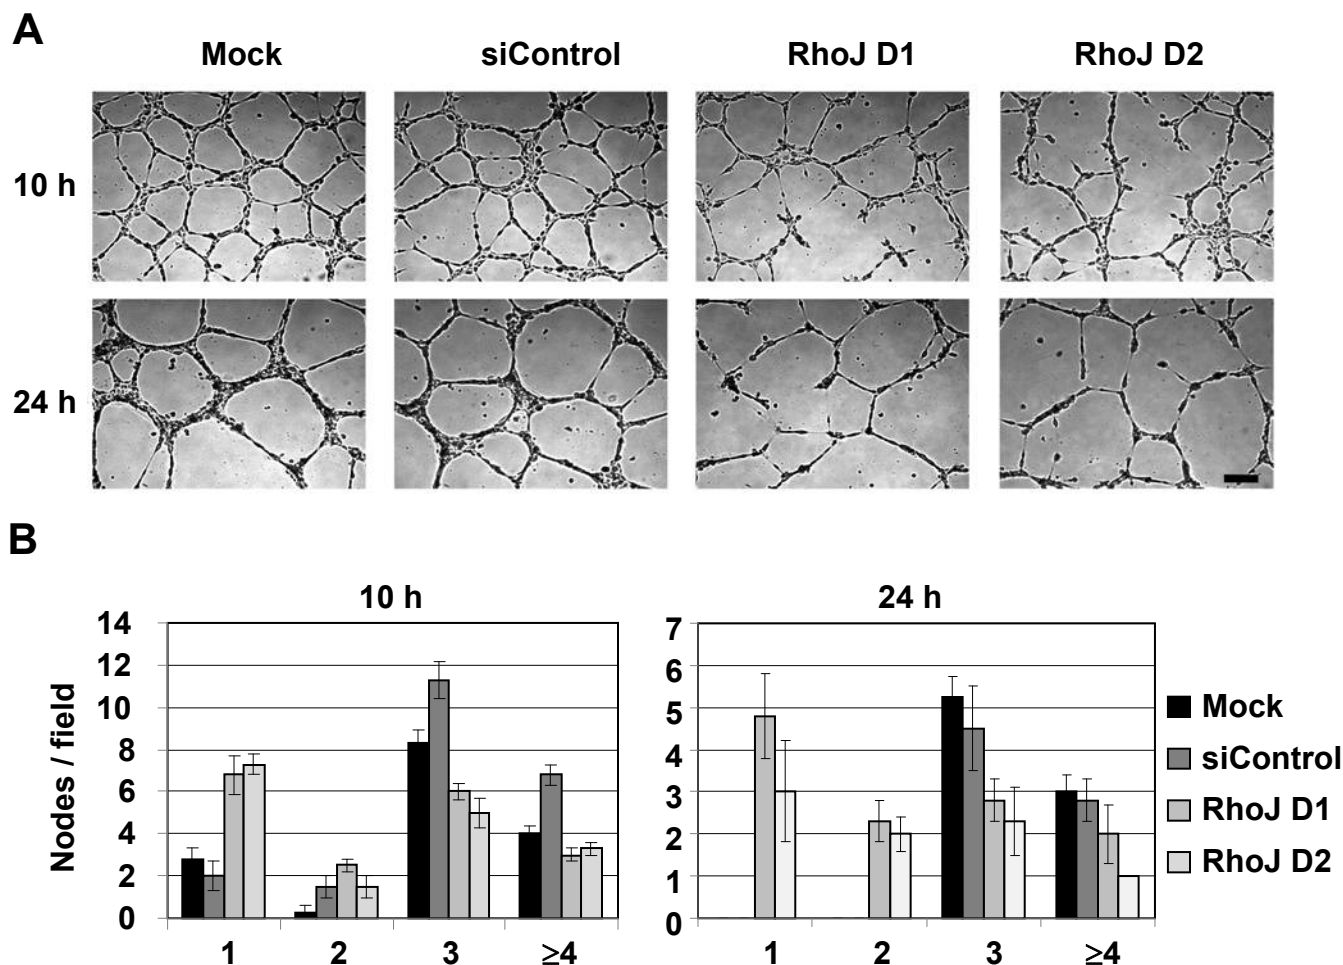 A
Mock siControl RhoJ D1 RhoJ D2
10 h
24 h
B
10 h 24 h
Nodes / field
14
12
10
8
6
4
2
0
1 2 3 ≥4
7
6
5
4
3
2
1
0
1 2 3 ≥4
Mock
siControl
RhoJ D1
RhoJ D2